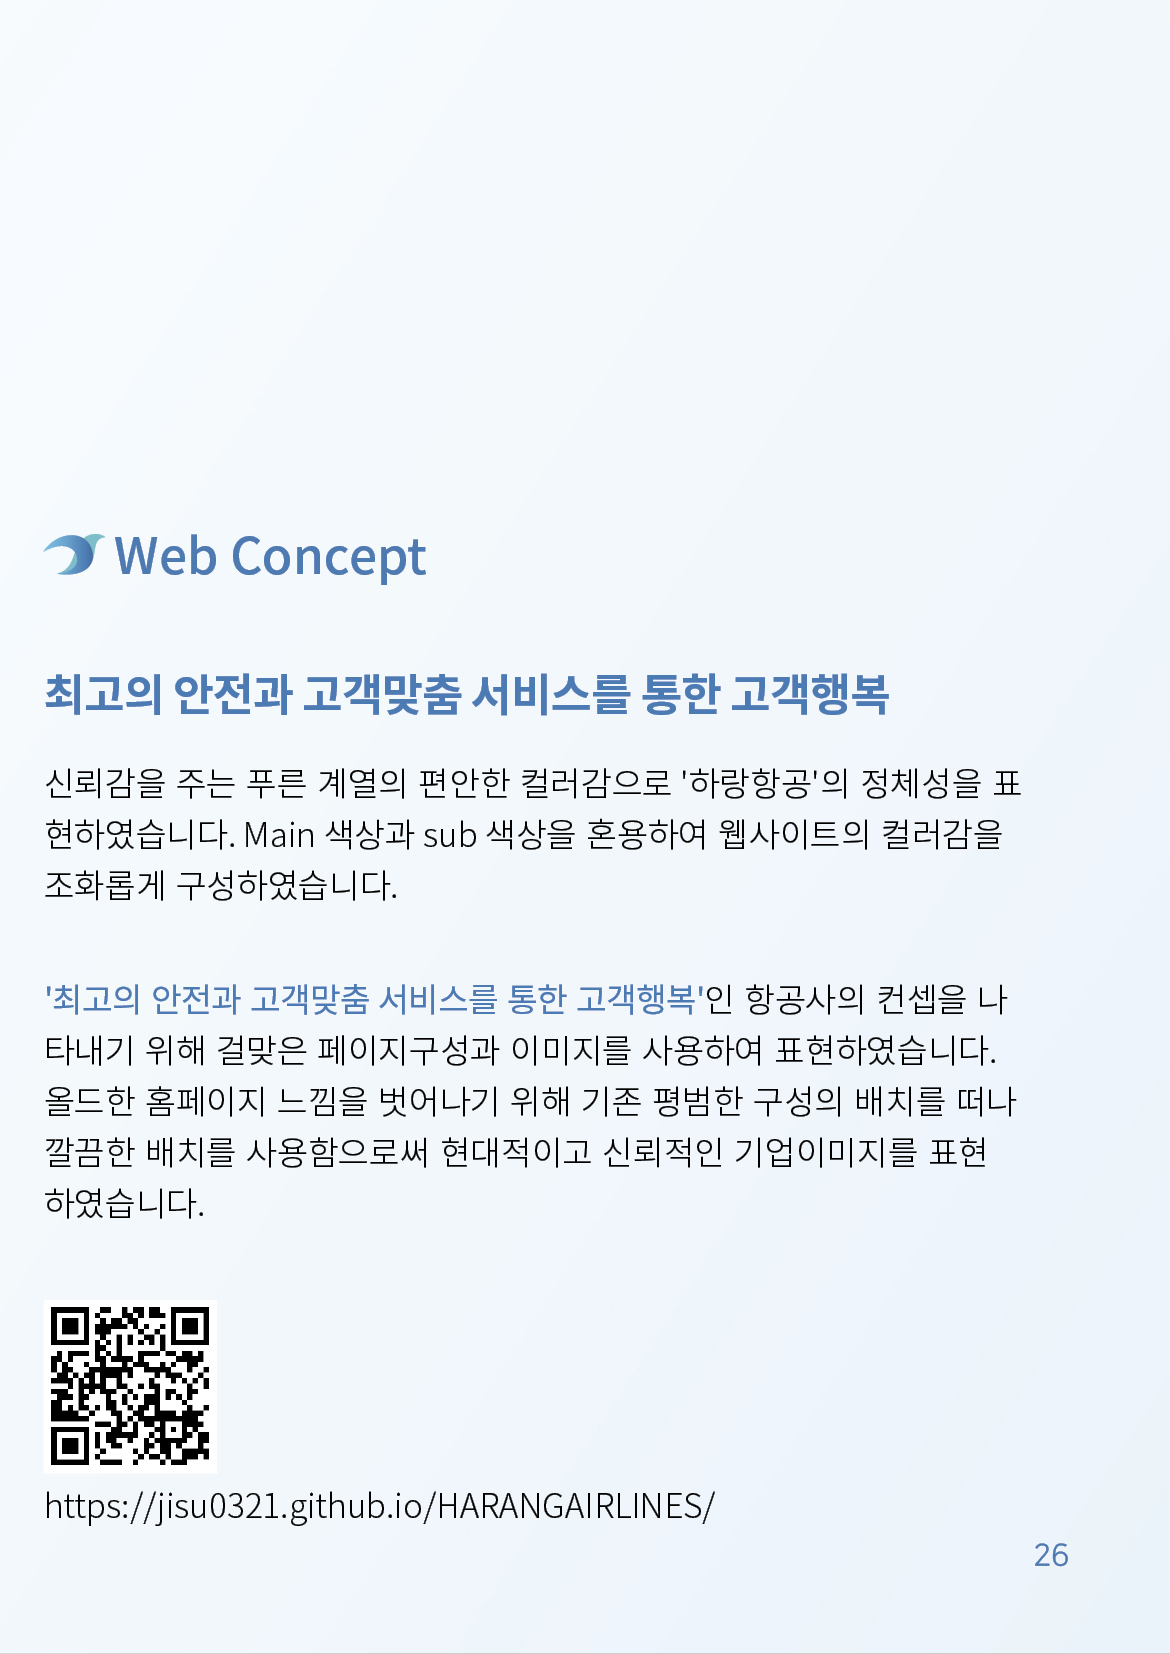 Web Concept
최고의 안전과 고객맞춤 서비스를 통한 고객행복
신뢰감을 주는 푸른 계열의 편안한 컬러감으로 '하랑항공'의 정체성을 표
현하였습니다. Main 색상과 sub 색상을 혼용하여 웹사이트의 컬러감을
조화롭게 구성하였습니다.
'최고의 안전과 고객맞춤 서비스를 통한 고객행복'인 항공사의 컨셉을 나
타내기 위해 걸맞은 페이지구성과 이미지를 사용하여 표현하였습니다.
올드한 홈페이지 느낌을 벗어나기 위해 기존 평범한 구성의 배치를 떠나
깔끔한 배치를 사용함으로써 현대적이고 신뢰적인 기업이미지를 표현
하였습니다.
https://jisu0321.github.io/HARANGAIRLINES/
26